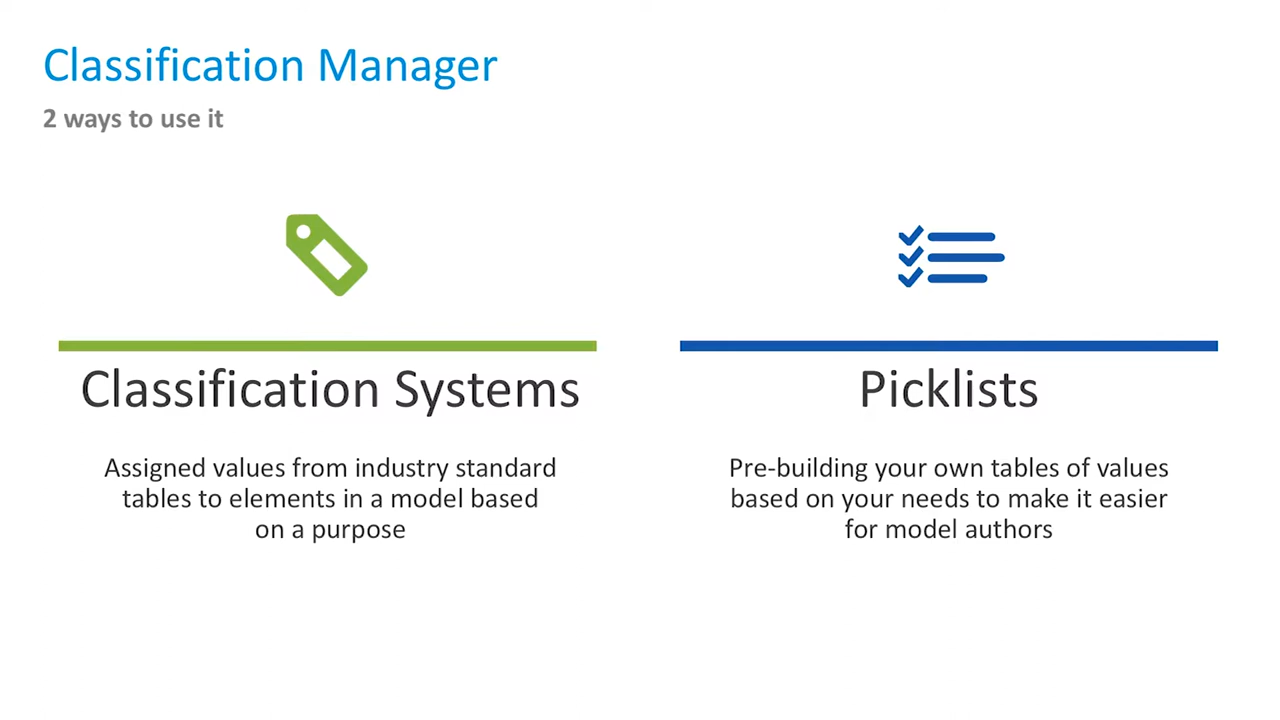 Classification Manager
2 ways to use it
Classification Systems
Assigned values from industry standard
tables to elements in a model based
on a purpose
Picklists
Pre-building your own tables of values
based on your needs to make it easier
for model authors